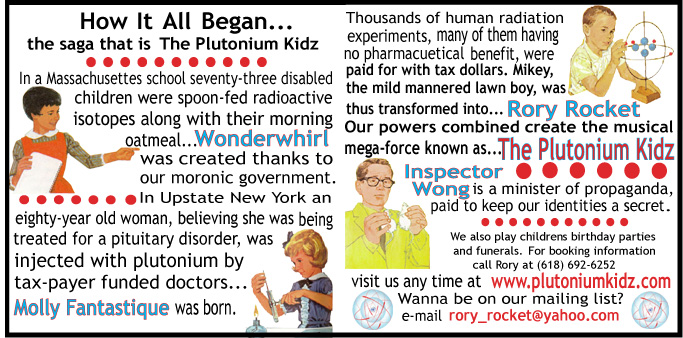 How It All Began...
the saga that is The Plutonium Kidz
In a Massachusettes school seventy-three disabled
children were spoon-fed radioactive
isotopes along with their morning
oatmeal...Wonderwhirl
was created thanks to
our moronic government.
In Upstate New York an
eighty-year old woman, believing she was being
treated for a pituitary disorder, was
injected with plutonium by
tax-payer funded doctors...
Molly Fantastique was born.
Thousands of human radiation
experiments, many of them having
no pharmacuetical benefit, were
paid for with tax dollars. Mikey,
the mild mannered lawn boy, was
thus transformed into... Rory Rocket
Our powers combined create the musical
mega-force known as...The Plutonium Kidz
Inspector
Wong is a minister of propaganda,
paid to keep our identities a secret.
We also play childrens birthday parties
and funerals. For booking information
call Rory at (618) 692-6252
visit us any time at www.plutoniumkidz.com
Wanna be on our mailing list?
e-mail rory_rocket@yahoo.com